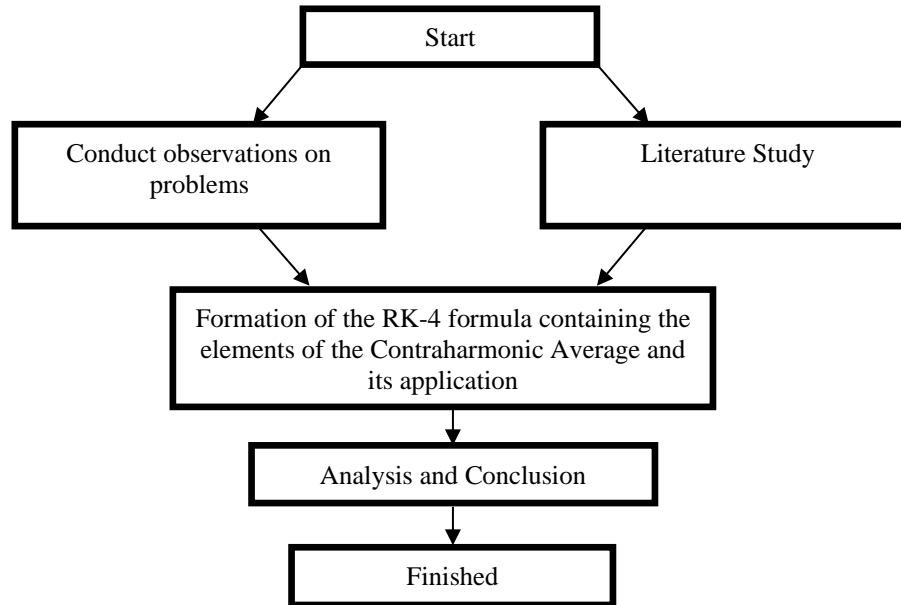 Start
Conduct observations on
problems
Literature Study
Formation of the RK-4 formula containing the
elements of the Contraharmonic Average and
its application
Analysis and Conclusion
Finished